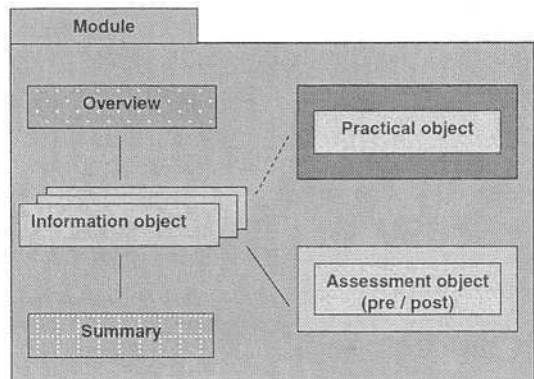 Module
Overview
Practical object
Information object
Assessment object
(pre / post)
Summary